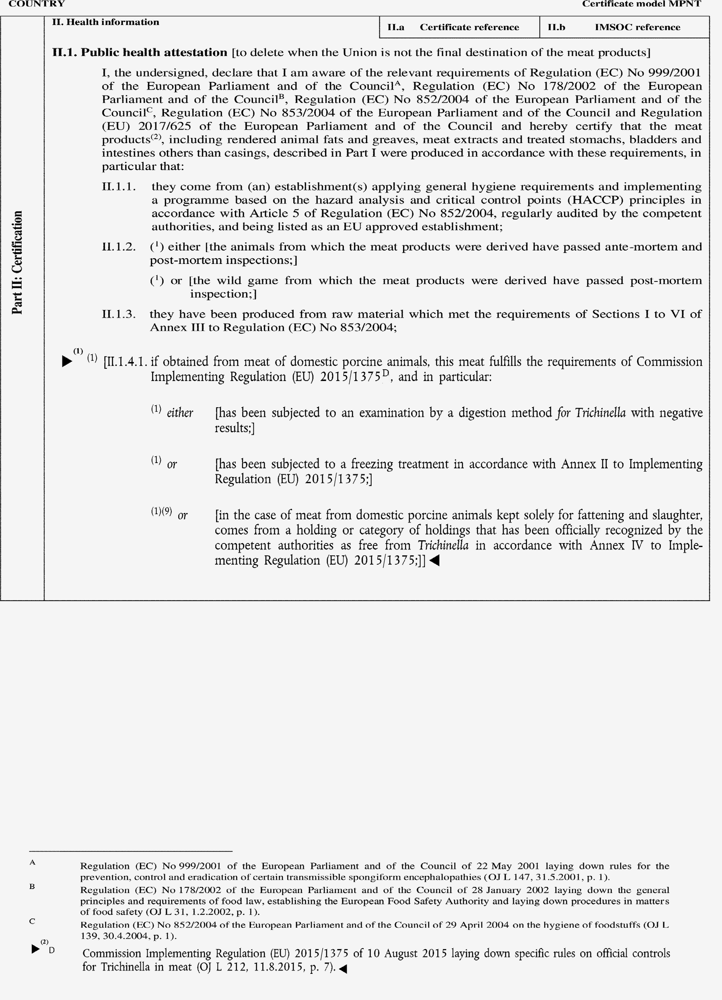 COUNTRY Certificate model MPNT
II. Health information
II.a Certificate reference II.b IMSOC reference
Part II: Certification
II.1. Public health attestation [to delete when the Union is not the final destination of the meat products]
I, the undersigned, declare that I am aware of the relevant requirements of Regulation (EC) No 999/2001
of the European Parliament and of the Council^A, Regulation (EC) No 178/2002 of the European
Parliament and of the Council^B, Regulation (EC) No 852/2004 of the European Parliament and of the
Council^C, Regulation (EC) No 853/2004 of the European Parliament and of the Council and Regulation
(EU) 2017/625 of the European Parliament and of the Council and hereby certify that the meat
products(2), including rendered animal fats and greaves, meat extracts and treated stomachs, bladders and
intestines others than casings, described in Part I were produced in accordance with these requirements, in
particular that:
II.1.1. they come from (an) establishment(s) applying general hygiene requirements and implementing
a programme based on the hazard analysis and critical control points (HACCP) principles in
accordance with Article 5 of Regulation (EC) No 852/2004, regularly audited by the competent
authorities, and being listed as an EU approved establishment;
II.1.2. (1) either [the animals from which the meat products were derived have passed ante-mortem and
post-mortem inspections;]
(1) or [the wild game from which the meat products were derived have passed post-mortem
inspection;]
II.1.3. they have been produced from raw material which met the requirements of Sections I to VI of
Annex III to Regulation (EC) No 853/2004;
▶(1) (1) [II.1.4.1. if obtained from meat of domestic porcine animals, this meat fulfills the requirements of Commission
Implementing Regulation (EU) 2015/1375^D, and in particular:
(1) either [has been subjected to an examination by a digestion method for Trichinella with negative
results;]
(1) or [has been subjected to a freezing treatment in accordance with Annex II to Implementing
Regulation (EU) 2015/1375;]
(1)(9) or [in the case of meat from domestic porcine animals kept solely for fattening and slaughter,
comes from a holding or category of holdings that has been officially recognized by the
competent authorities as free from Trichinella in accordance with Annex IV to Imple-
menting Regulation (EU) 2015/1375;]] ◀
A Regulation (EC) No 999/2001 of the European Parliament and of the Council of 22 May 2001 laying down rules for the
prevention, control and eradication of certain transmissible spongiform encephalopathies (OJ L 147, 31.5.2001, p. 1).
B Regulation (EC) No 178/2002 of the European Parliament and of the Council of 28 January 2002 laying down the general
principles and requirements of food law, establishing the European Food Safety Authority and laying down procedures in matters
of food safety (OJ L 31, 1.2.2002, p. 1).
C Regulation (EC) No 852/2004 of the European Parliament and of the Council of 29 April 2004 on the hygiene of foodstuffs (OJ L
139, 30.4.2004, p. 1).
▶(2) D Commission Implementing Regulation (EU) 2015/1375 of 10 August 2015 laying down specific rules on official controls
for Trichinella in meat (OJ L 212, 11.8.2015, p. 7). ◀